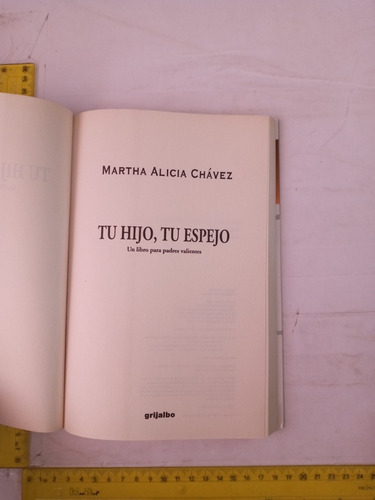 MARTHA ALICIA CHÁVEZ
TU HIJO, TU ESPEJO
Un libro para padres valientes
grijalbo